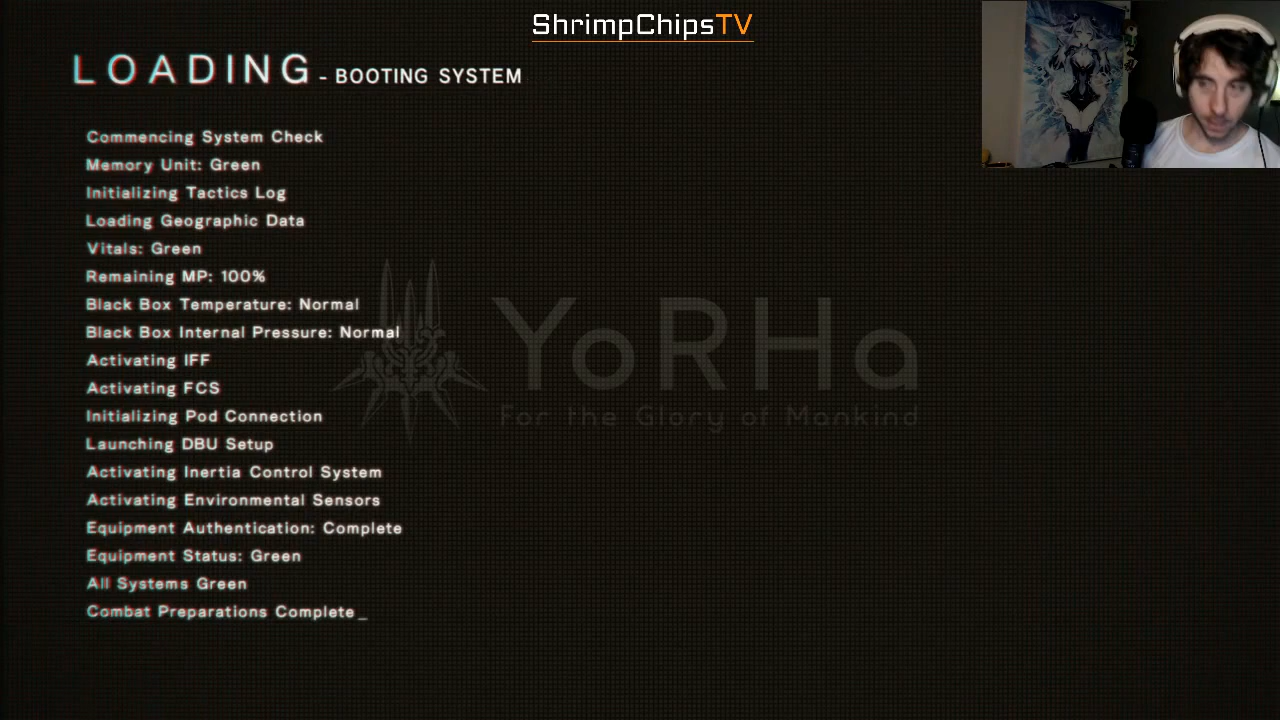 ShrimpChipsTV
LOADING - BOOTING SYSTEM
Commencing System Check
Memory Unit: Green
Initializing Tactics Log
Loading Geographic Data
Vitals: Green
Remaining MP: 100%
Black Box Temperature: Normal
Black Box Internal Pressure: Normal
Activating IFF
Activating FCS
Initializing Pod Connection
Launching DBU Setup
Activating Inertia Control System
Activating Environmental Sensors
Equipment Authentication: Complete
Equipment Status: Green
All Systems Green
Combat Preparations Complete_
YoRHa
For the Glory of Mankind